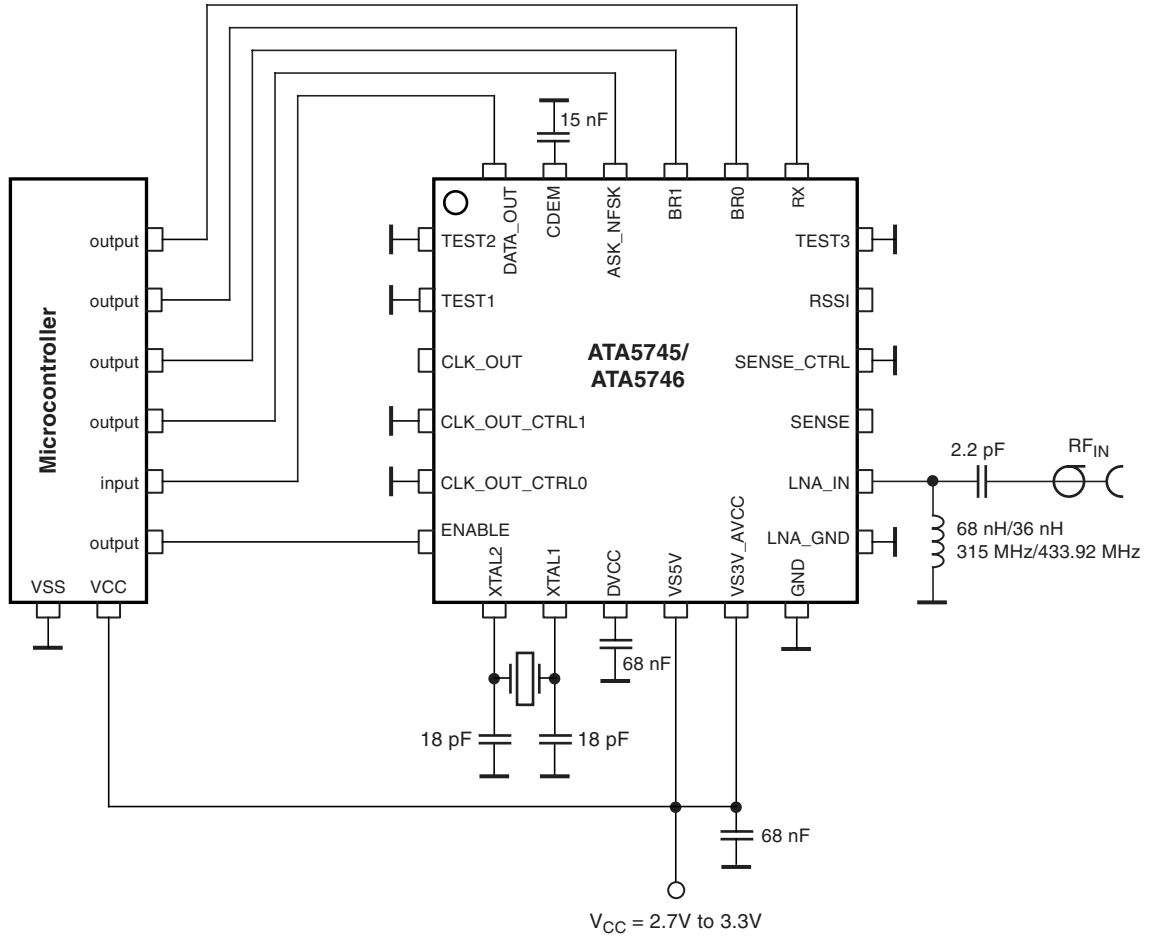 15 nF
Microcontroller
output
output
output
output
input
output
VSS
VCC
DATA_OUT
CDEM
ASK_NFSK
BR1
BR0
RX
TEST2
TEST1
CLK_OUT
CLK_OUT_CTRL1
CLK_OUT_CTRL0
ENABLE
ATA5745/
ATA5746
TEST3
RSSI
SENSE_CTRL
SENSE
LNA_IN
LNA_GND
XTAL2
XTAL1
DVCC
VS5V
VS3V_AVCC
GND
2.2 pF
RFIN
68 nH/36 nH
315 MHz/433.92 MHz
68 nF
18 pF
18 pF
68 nF
VCC = 2.7V to 3.3V